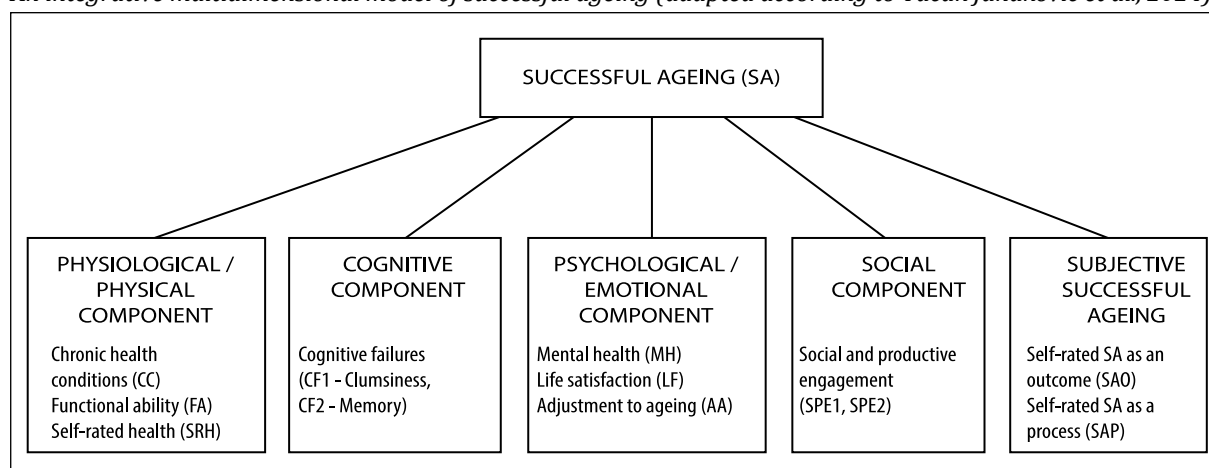 SUCCESSFUL AGEING (SA)
PHYSIOLOGICAL /
PHYSICAL
COMPONENT
Chronic health
conditions (CC)
Functional ability (FA)
Self-rated health (SRH)
COGNITIVE
COMPONENT
Cognitive failures
(CF1 - Clumsiness,
CF2 - Memory)
PSYCHOLOGICAL /
EMOTIONAL
COMPONENT
Mental health (MH)
Life satisfaction (LF)
Adjustment to ageing (AA)
SOCIAL
COMPONENT
Social and productive
engagement
(SPE1, SPE2)
SUBJECTIVE
SUCCESSFUL
AGEING
Self-rated SA as an
outcome (SAO)
Self-rated SA as a
process (SAP)